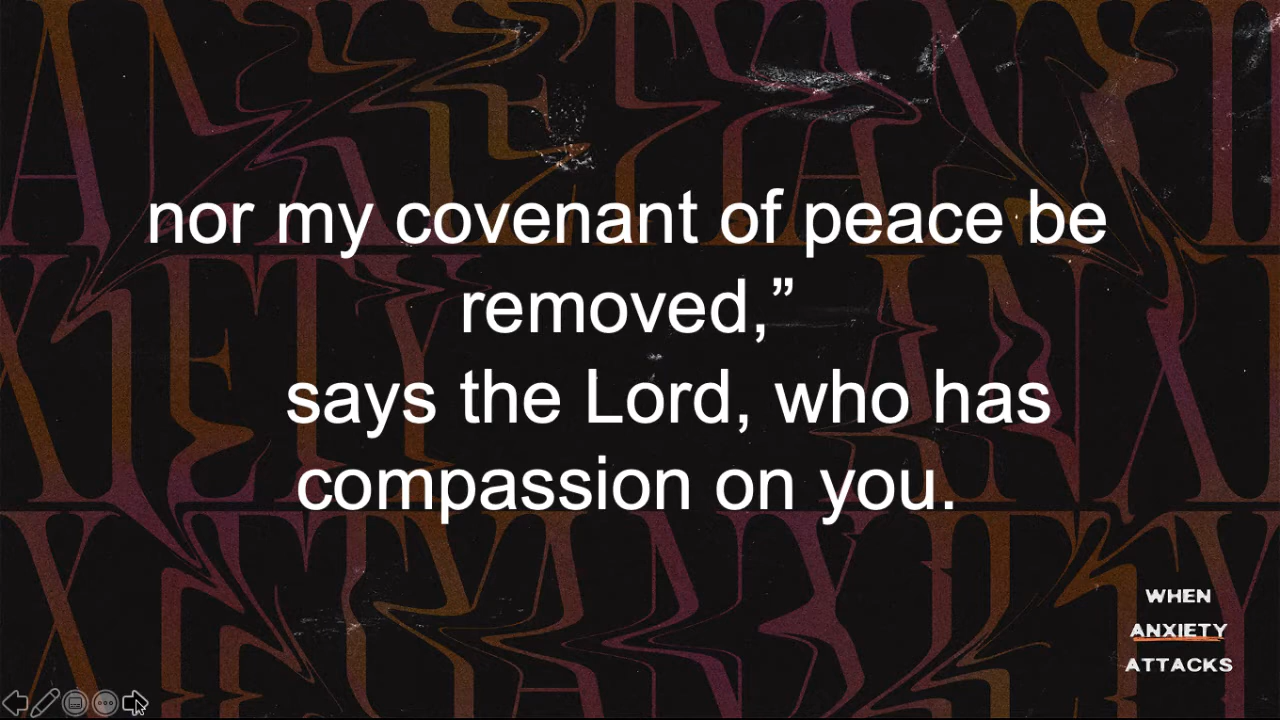 nor my covenant of peace be
removed,”
says the Lord, who has
compassion on you.
WHEN
ANXIETY
ATTACKS